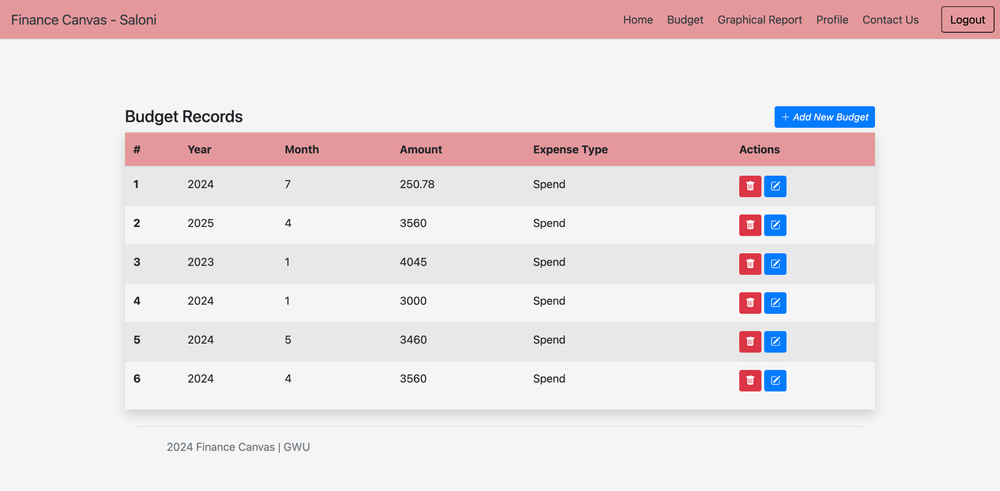 Finance Canvas - Saloni Home Budget Graphical Report Profile Contact Us Logout
Budget Records + Add New Budget
# Year Month Amount Expense Type Actions
1 2024 7 250.78 Spend
2 2025 4 3560 Spend
3 2023 1 4045 Spend
4 2024 1 3000 Spend
5 2024 5 3460 Spend
6 2024 4 3560 Spend
2024 Finance Canvas | GWU